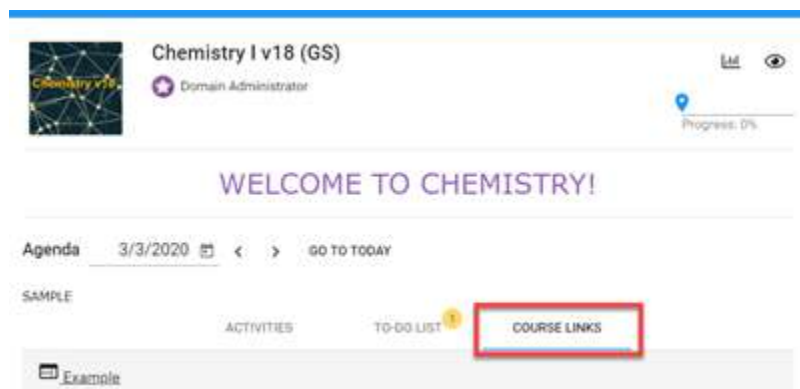 Chemistry I v18 (GS)
Chemistry v18
Domain Administrator
Progress: 0%
WELCOME TO CHEMISTRY!
Agenda 3/3/2020 < > GO TO TODAY
SAMPLE
ACTIVITIES TO-DO LIST 1 COURSE LINKS
Example